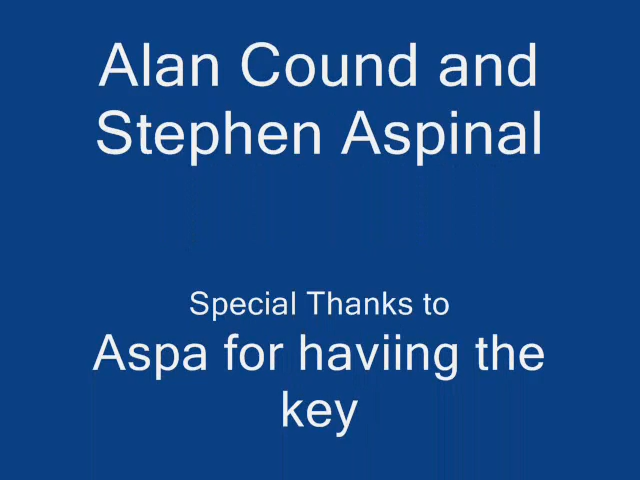 Alan Cound and
Stephen Aspinal
Special Thanks to
Aspa for haviing the
key